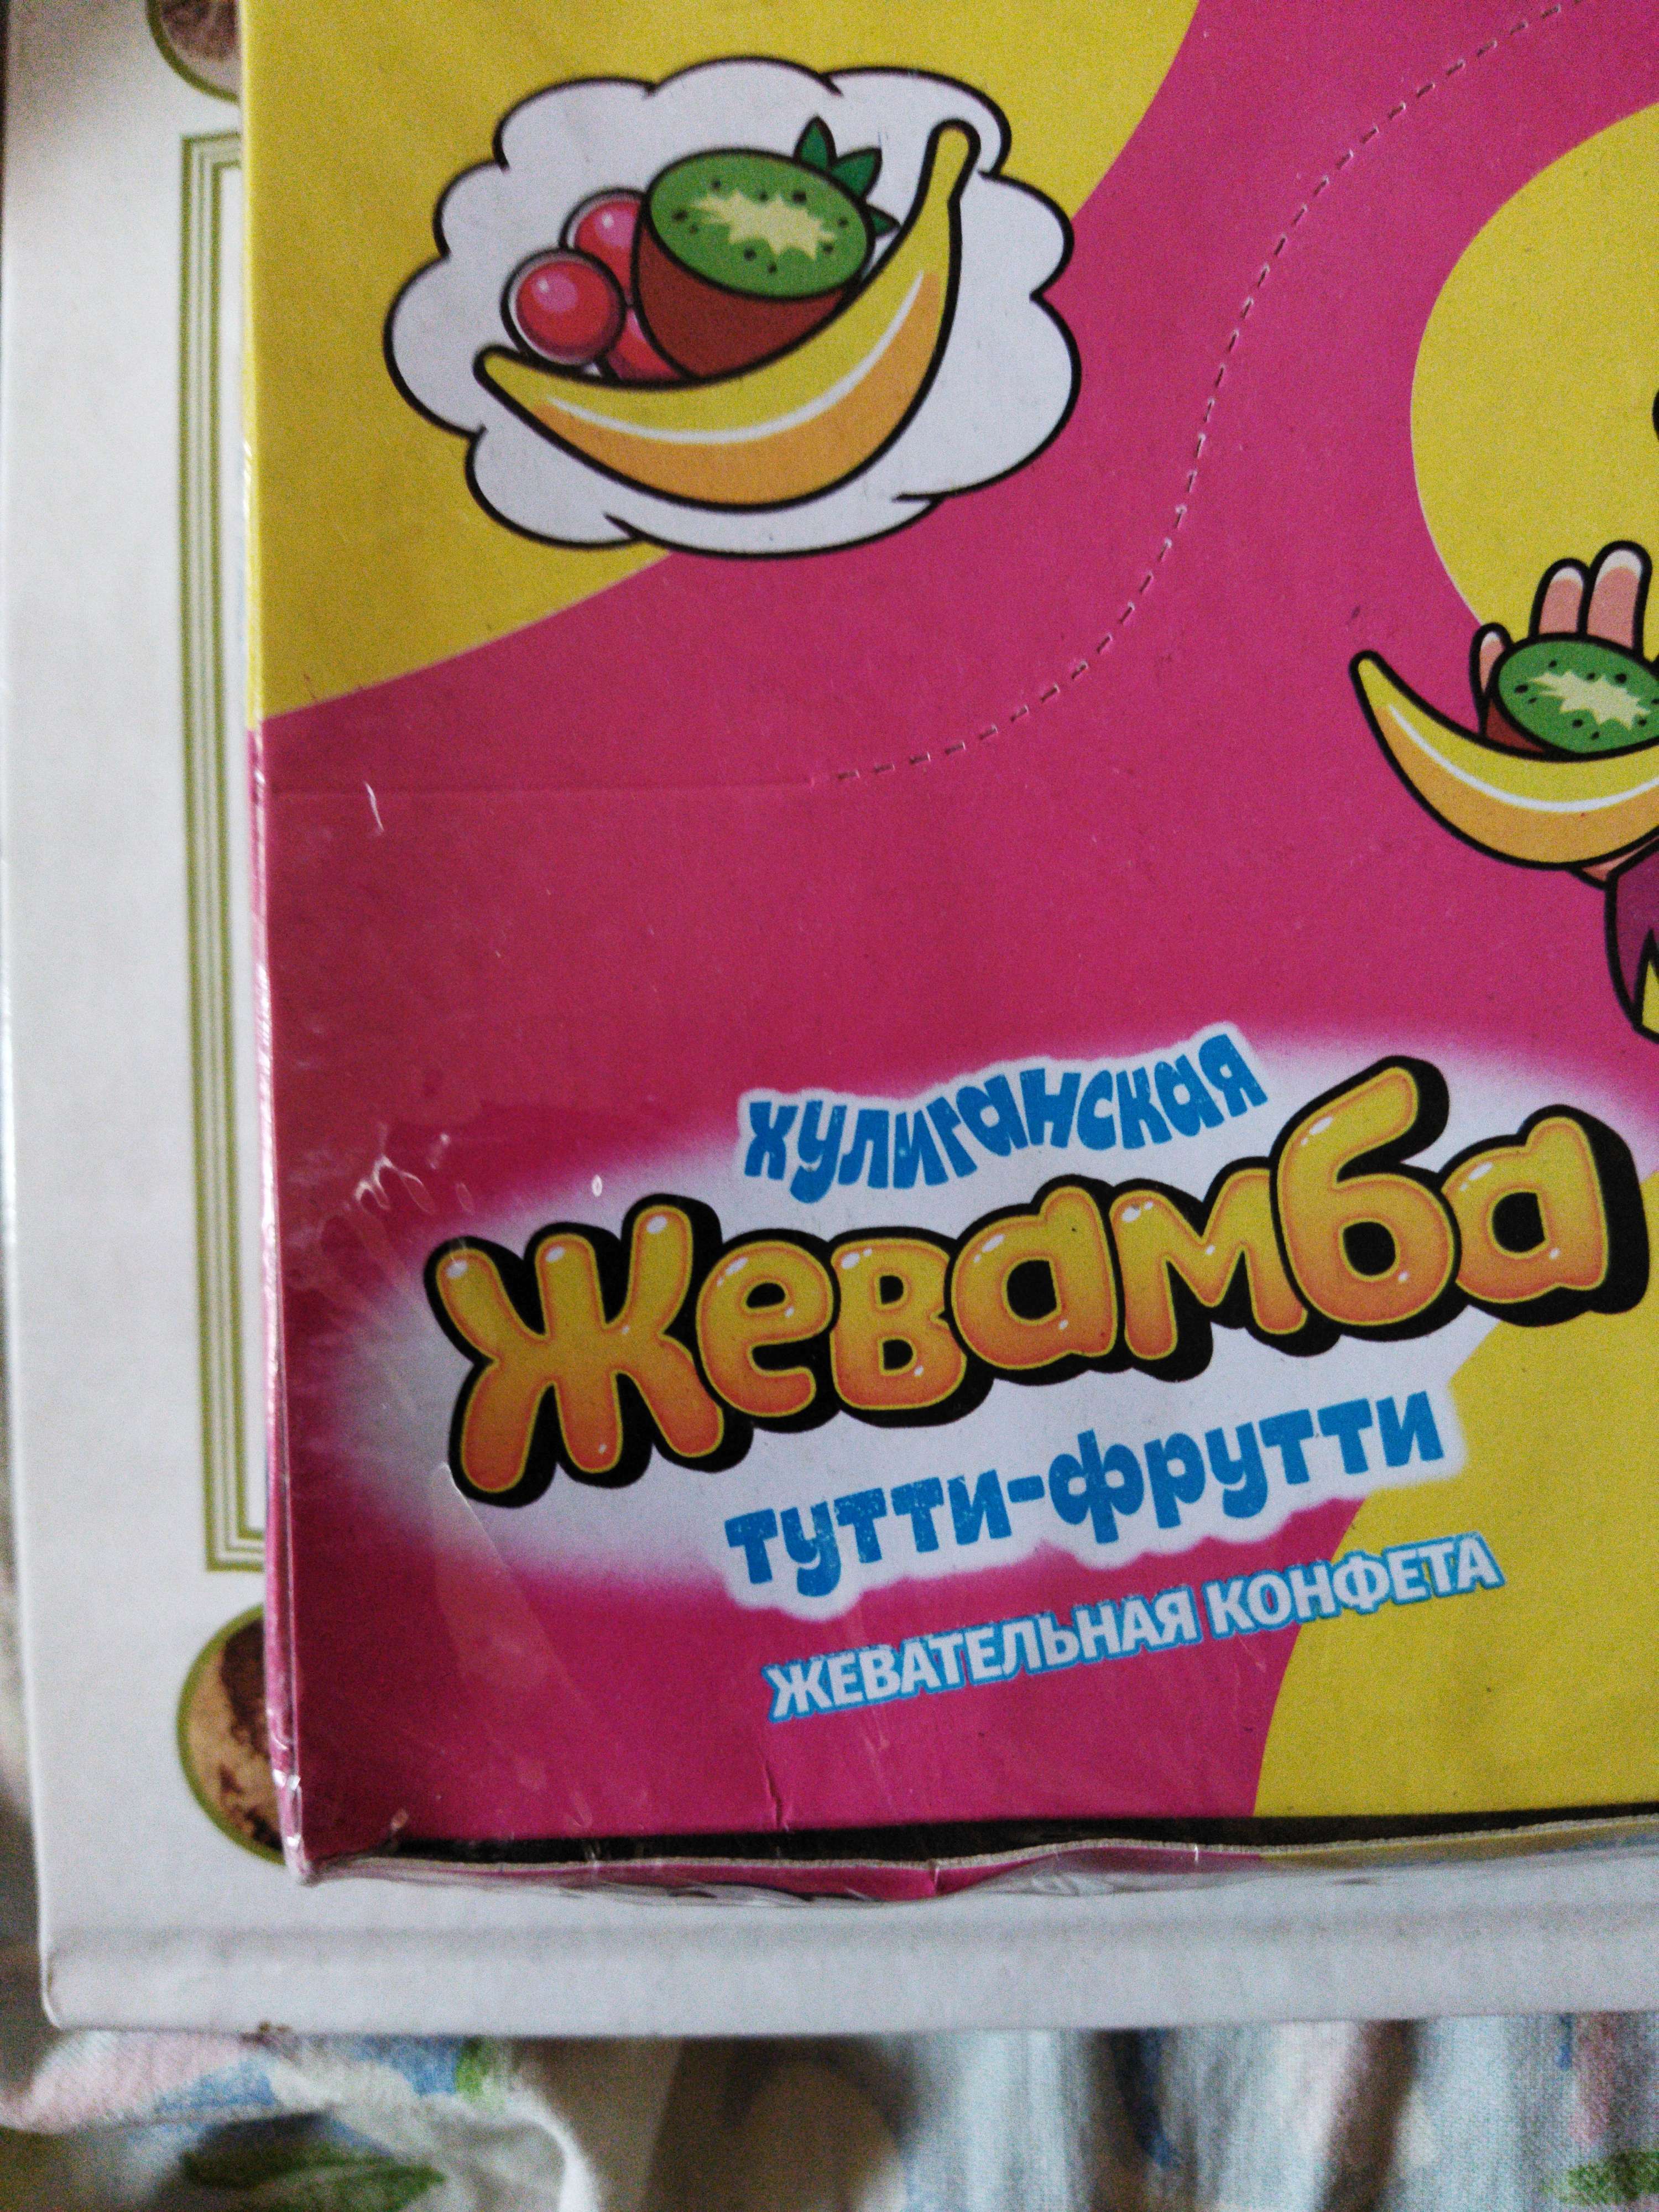 хулиганская
Жевамба
тутти-фрутти
ЖЕВАТЕЛЬНАЯ КОНФЕТА